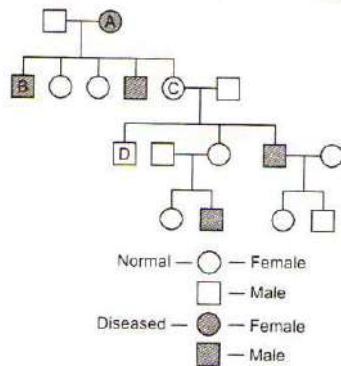 A
B
C
D
Normal — — Female
— Male
Diseased — — Female
— Male